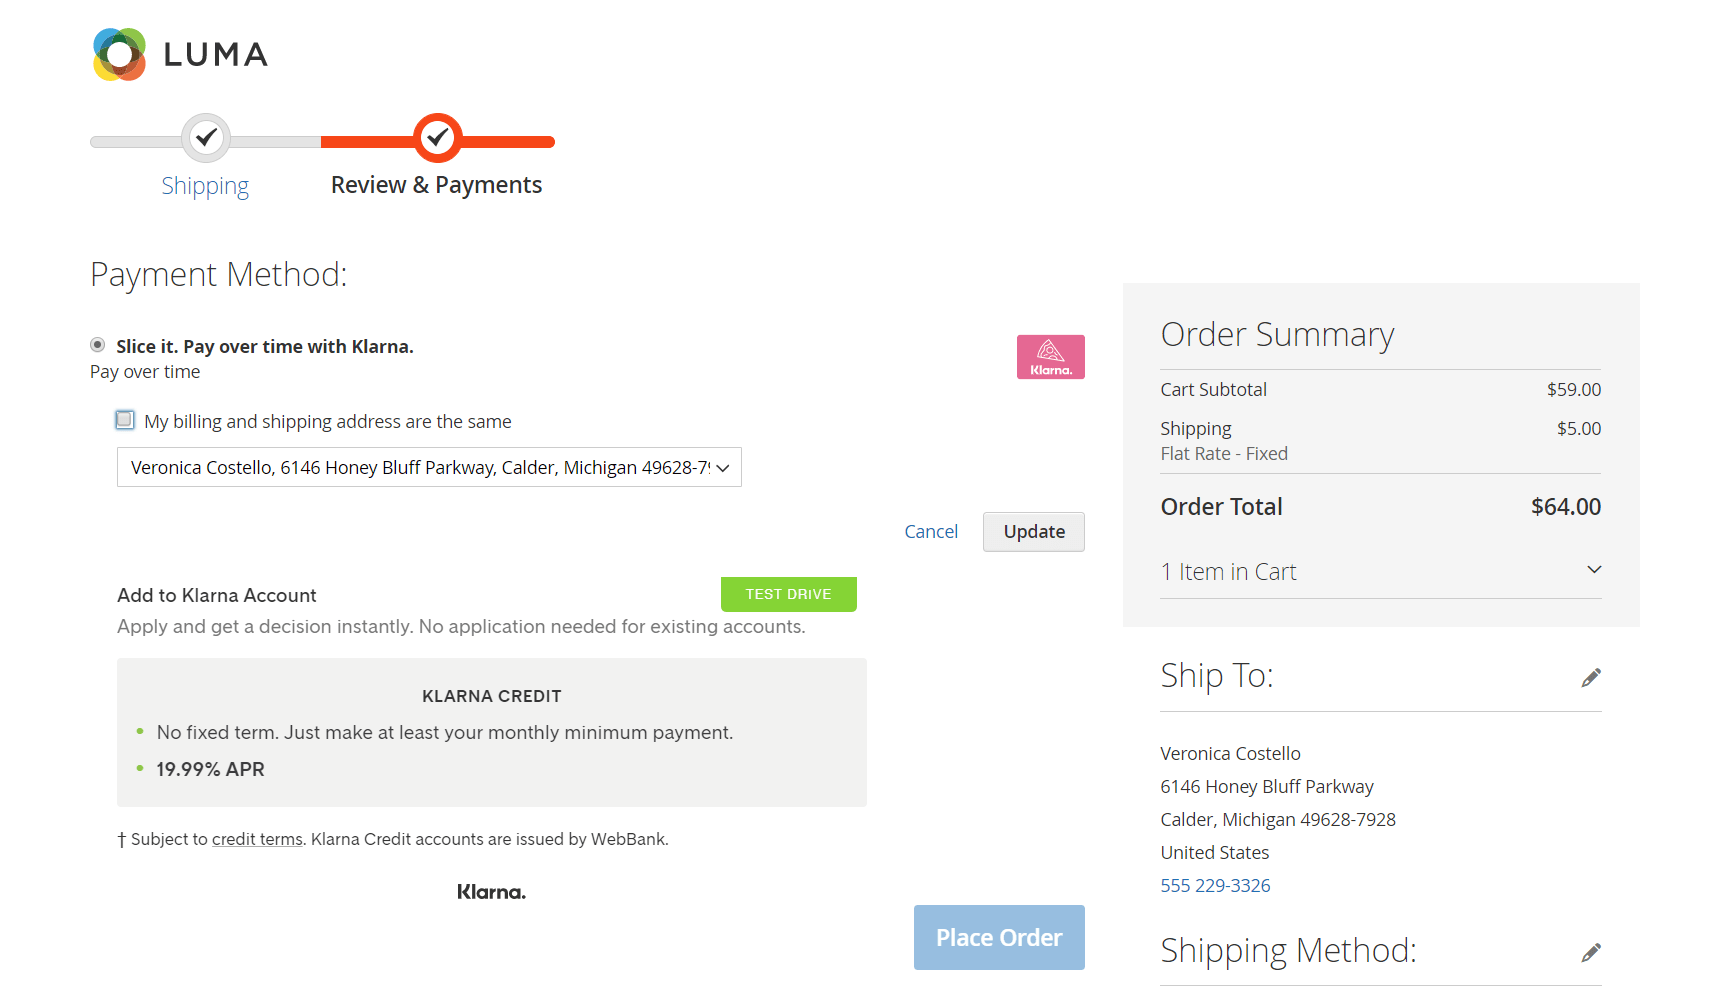 LUMA
Shipping
Review & Payments
Payment Method:
Slice it. Pay over time with Klarna.
Pay over time
Klarna.
My billing and shipping address are the same
Veronica Costello, 6146 Honey Bluff Parkway, Calder, Michigan 49628-7
Cancel
Update
Add to Klarna Account
TEST DRIVE
Apply and get a decision instantly. No application needed for existing accounts.
KLARNA CREDIT
• No fixed term. Just make at least your monthly minimum payment.
• 19.99% APR
† Subject to credit terms. Klarna Credit accounts are issued by WebBank.
Klarna.
Place Order
Order Summary
Cart Subtotal $59.00
Shipping $5.00
Flat Rate - Fixed
Order Total $64.00
1 Item in Cart
Ship To:
Veronica Costello
6146 Honey Bluff Parkway
Calder, Michigan 49628-7928
United States
555 229-3326
Shipping Method: